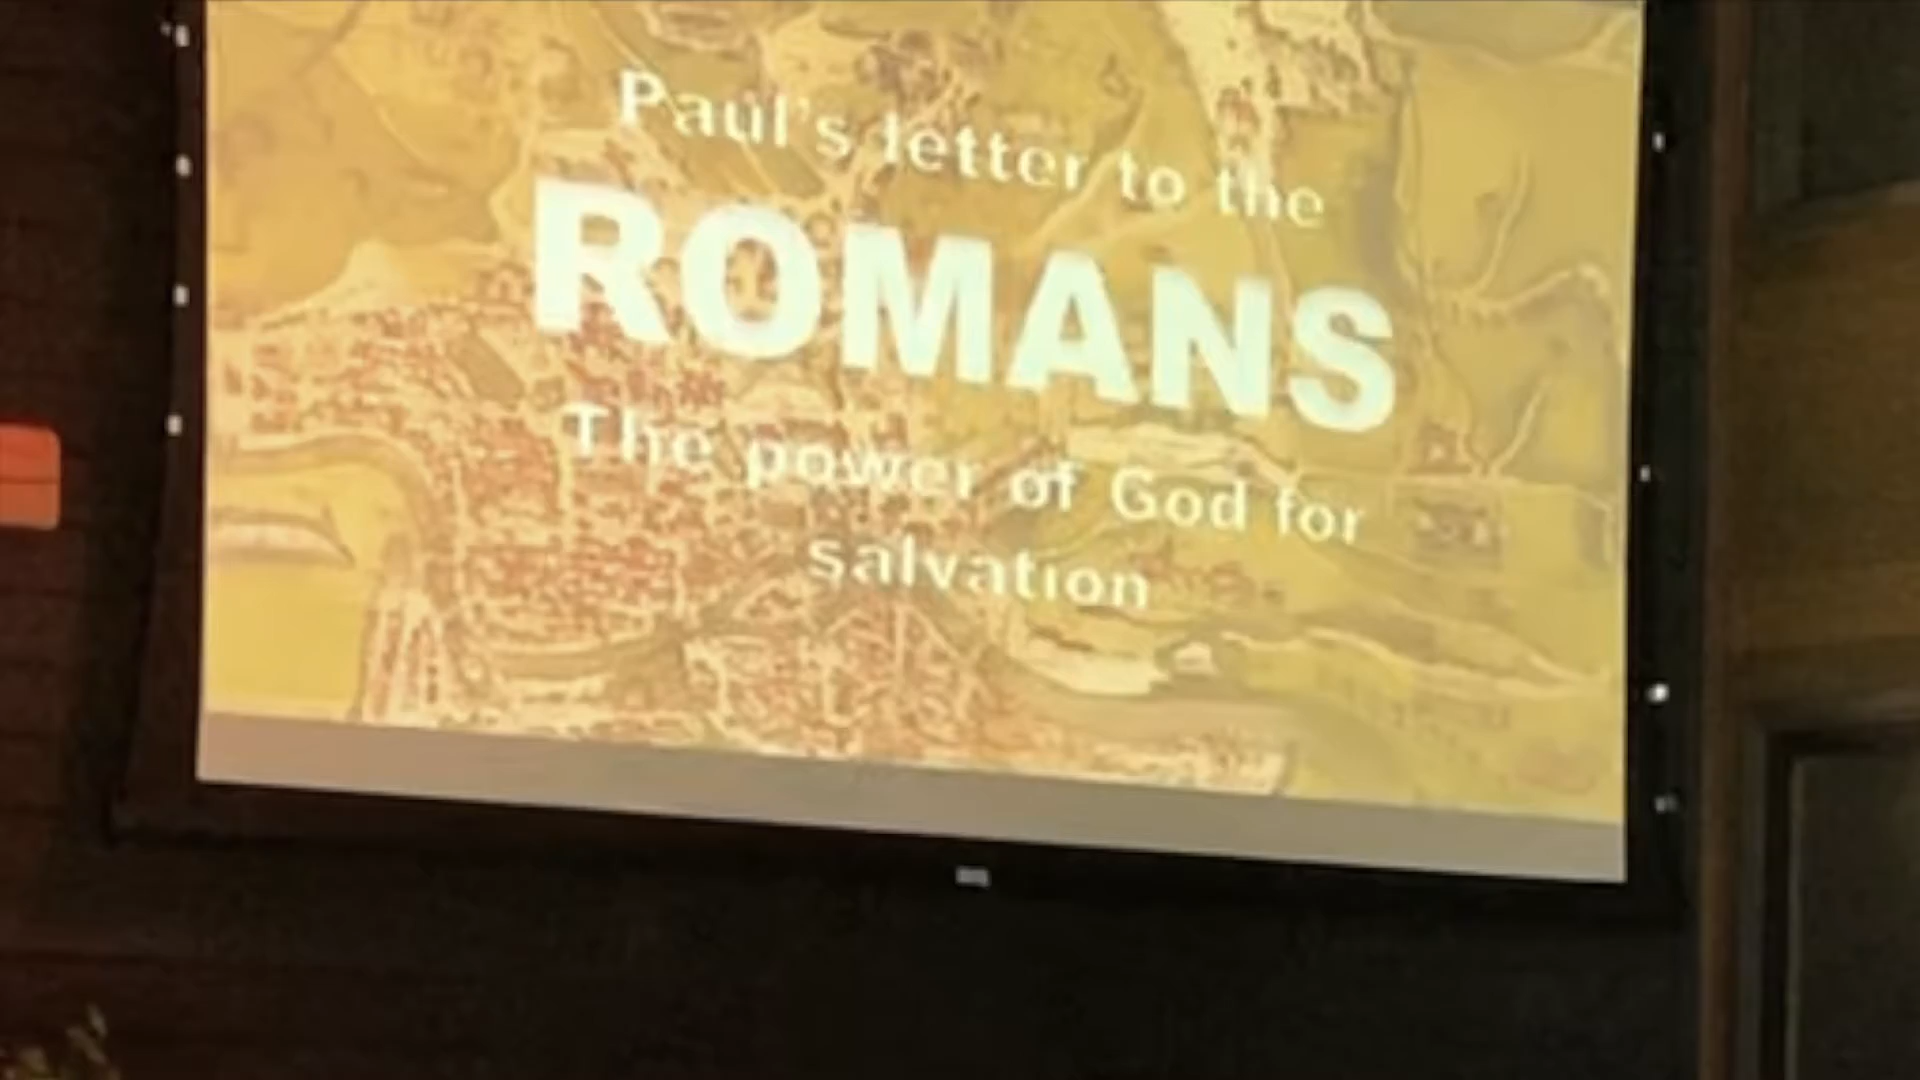 Paul's letter to the
ROMANS
The power of God for
salvation